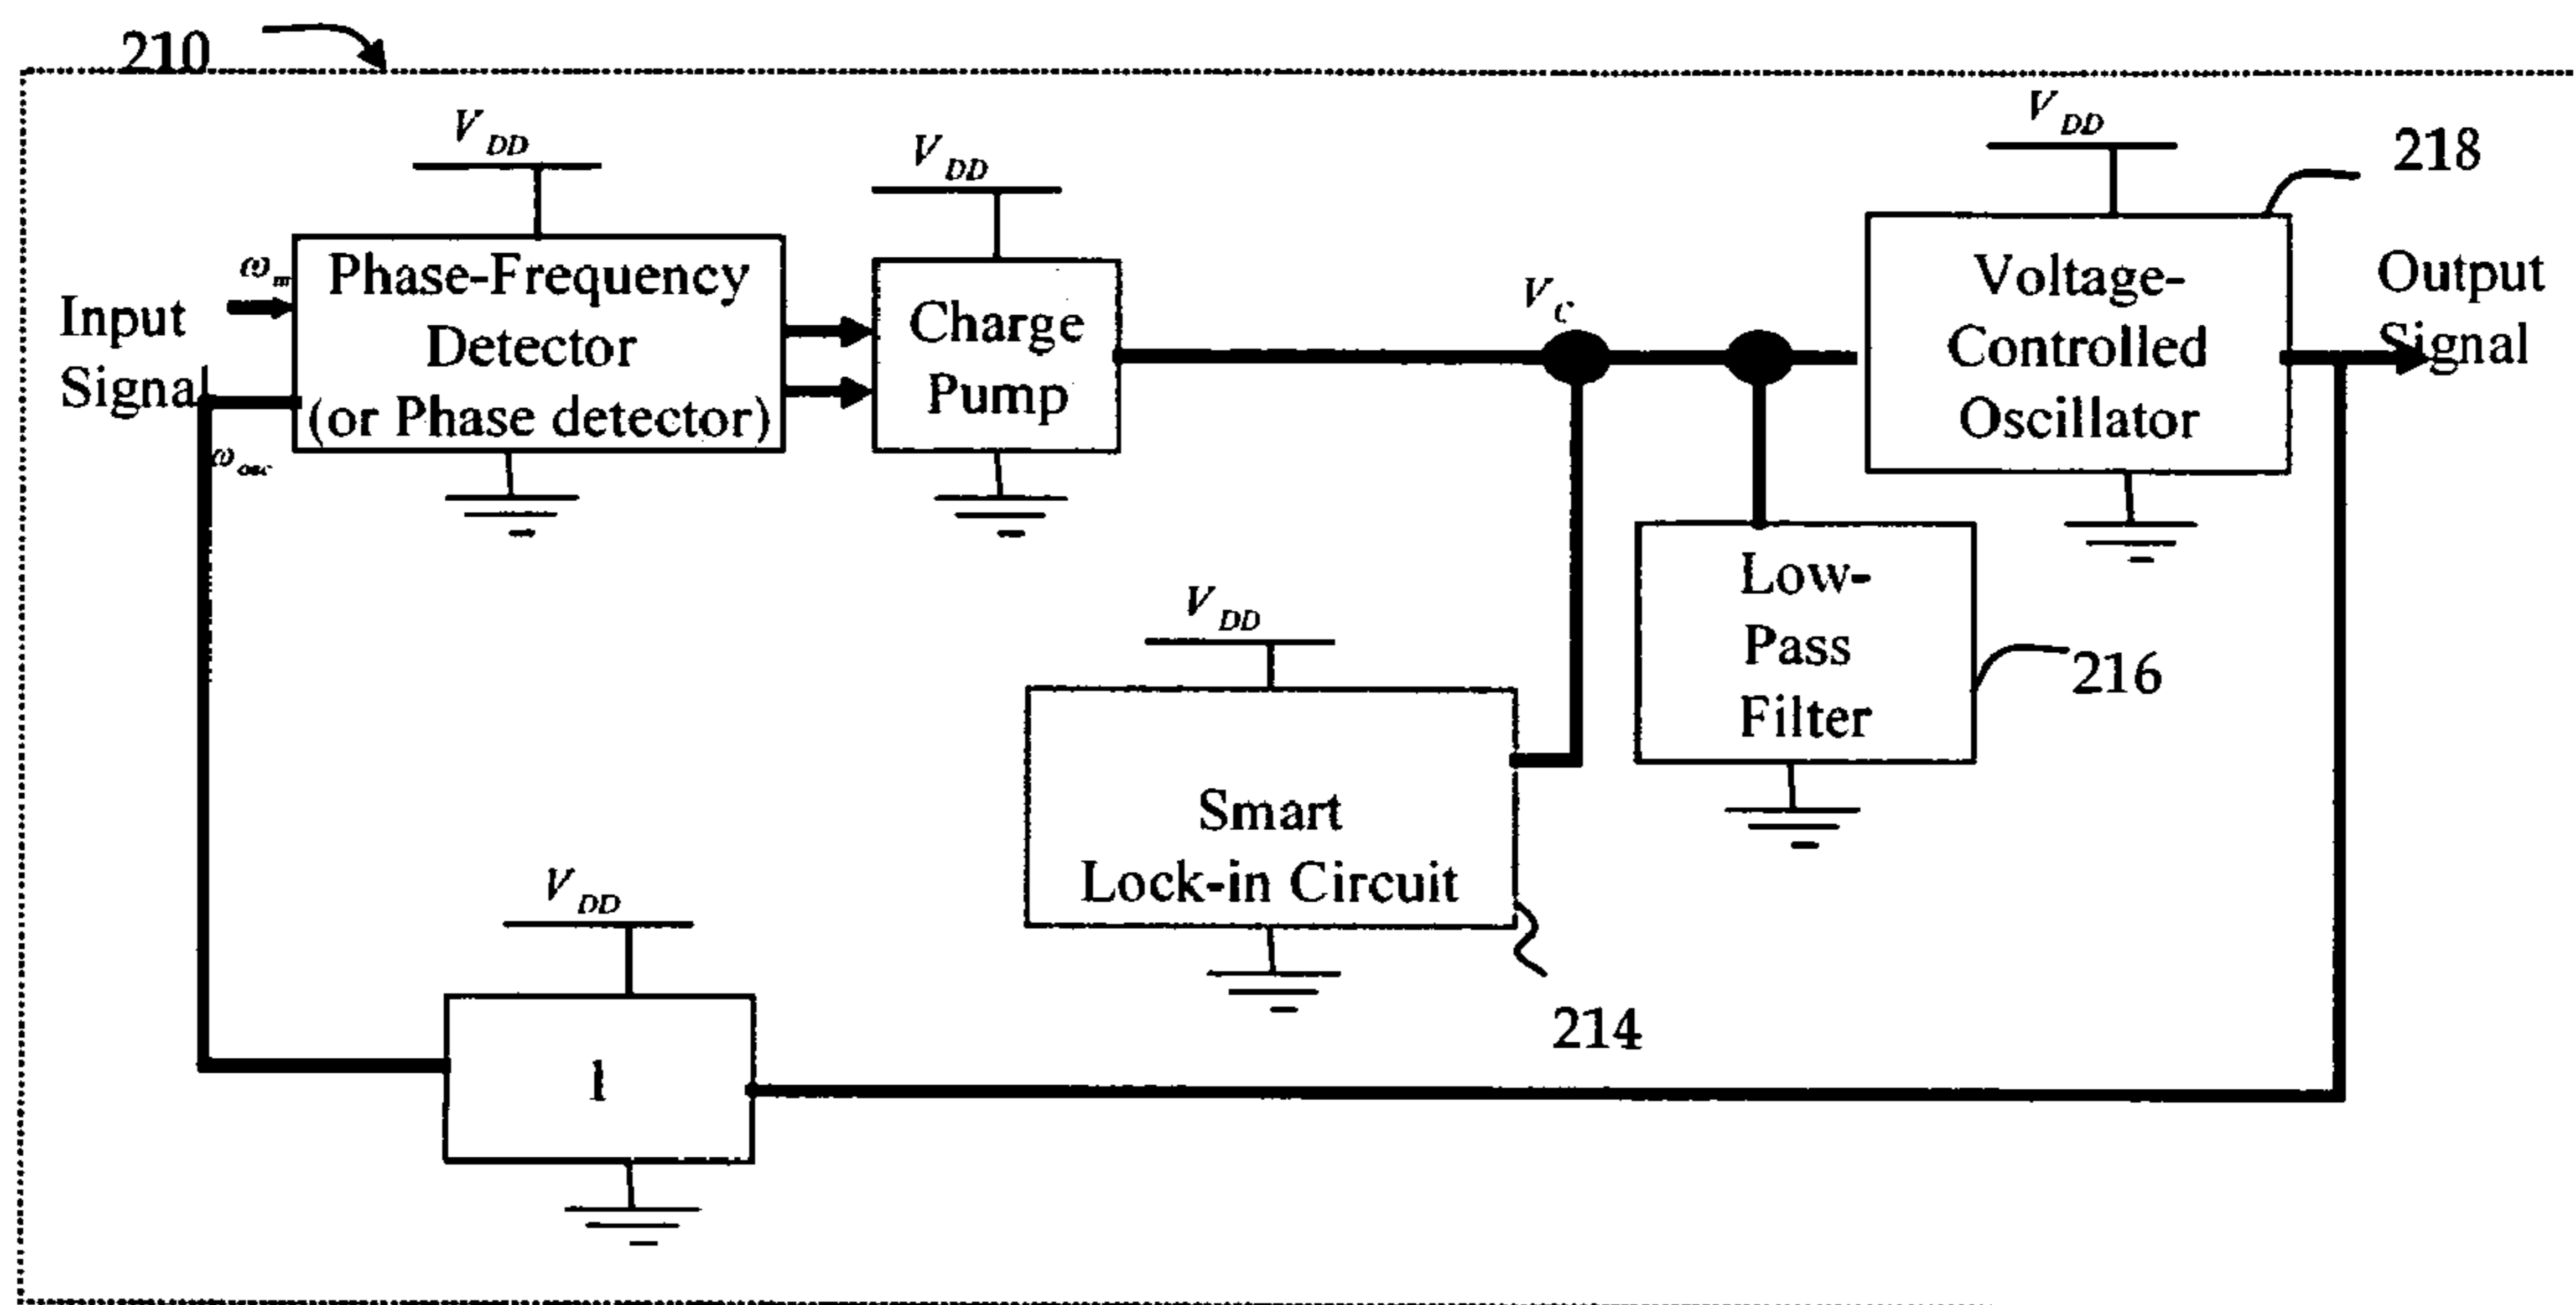 210
V DD
V DD
V DD
218
Input
Signal
ω in
ω osc
Phase-Frequency
Detector
(or Phase detector)
Charge
Pump
V C
Voltage-
Controlled
Oscillator
Output
Signal
Low-
Pass
Filter
216
V DD
Smart
Lock-in Circuit
214
V DD
1